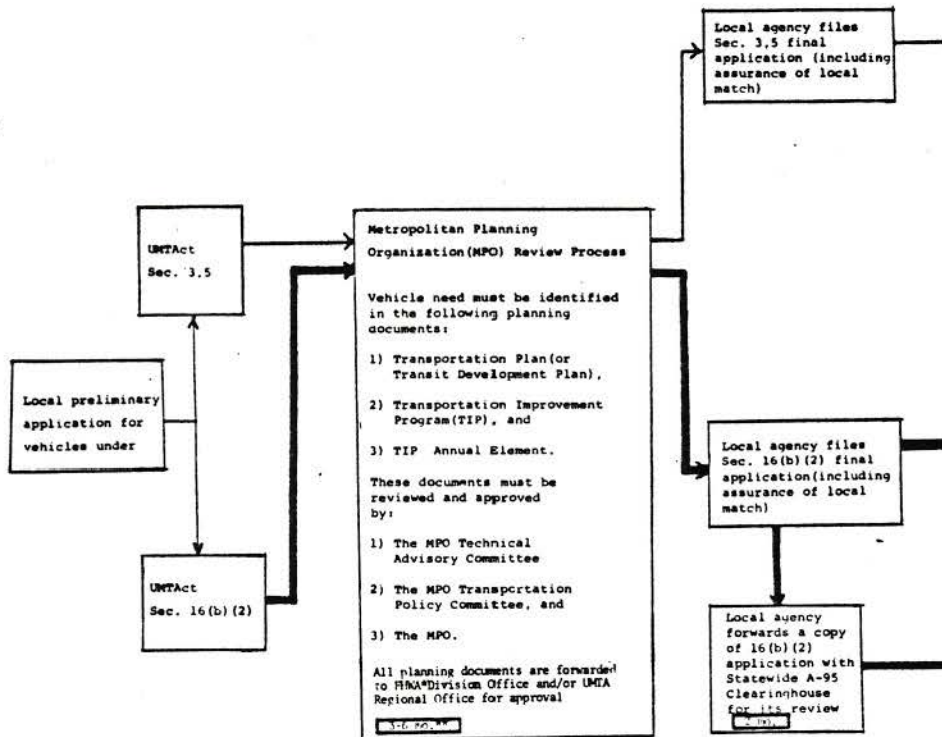 Local preliminary
application for
vehicles under
UMTAct
Sec. 3,5
UMTAct
Sec. 16(b)(2)
Metropolitan Planning
Organization(MPO) Review Process
Vehicle need must be identified
in the following planning
documents:
1) Transportation Plan(or
Transit Development Plan),
2) Transportation Improvement
Program(TIP), and
3) TIP Annual Element.
These documents must be
reviewed and approved
by:
1) The MPO Technical
Advisory Committee
2) The MPO Transportation
Policy Committee, and
3) The MPO.
All planning documents are forwarded
to FHWA*Division Office and/or UMTA
Regional Office for approval
3-6 mo.**
Local agency files
Sec. 3,5 final
application (including
assurance of local
match)
Local agency files
Sec. 16(b)(2) final
application(including
assurance of local
match)
Local agency
forwards a copy
of 16(b)(2)
application with
Statewide A-95
Clearinghouse
for its review
2 mo.